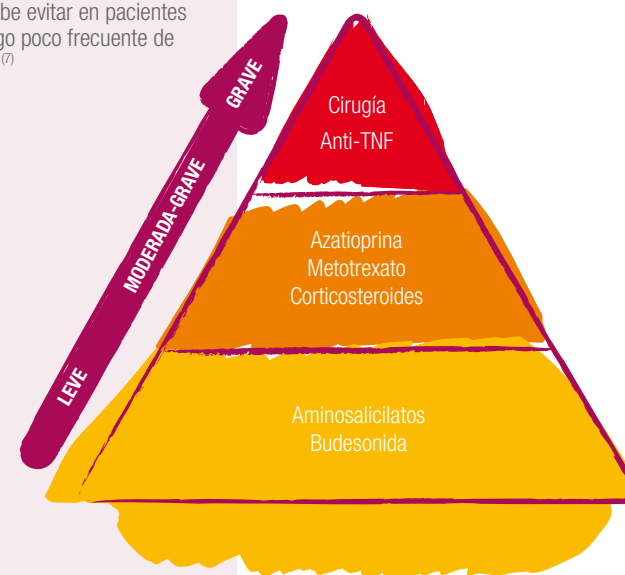 be evitar en pacientes
go poco frecuente de
(7)
GRAVE
MODERADA-GRAVE
LEVE
Cirugía
Anti-TNF
Azatioprina
Metotrexato
Corticosteroides
Aminosalicilatos
Budesonida